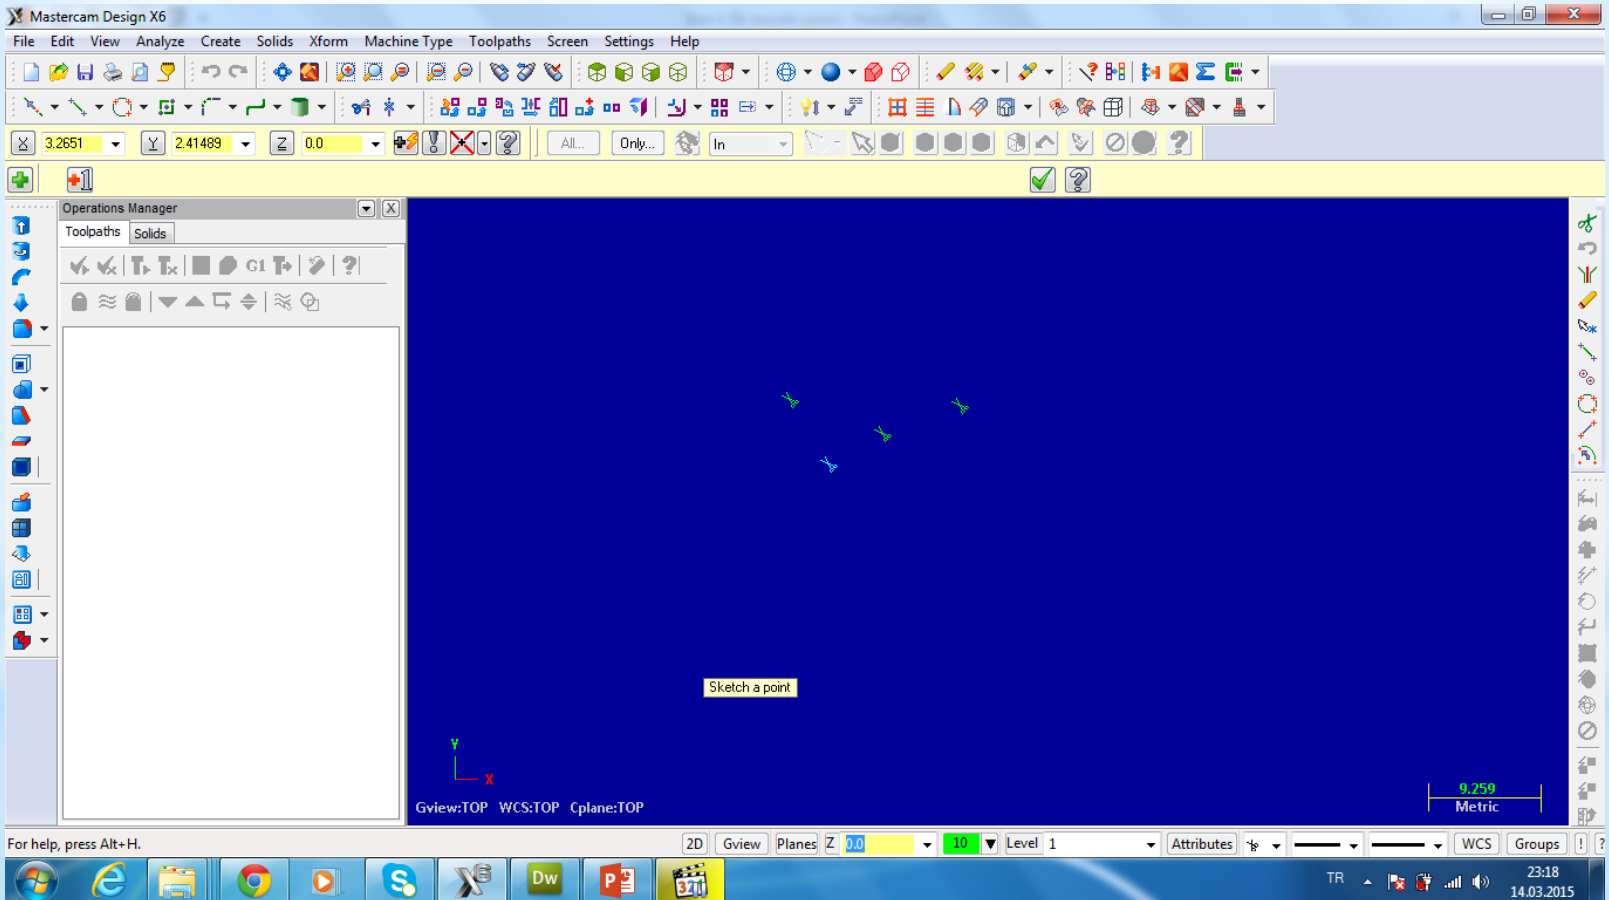 Mastercam Design X6
File Edit View Analyze Create Solids Xform Machine Type Toolpaths Screen Settings Help
X 3.2651 Y 2.41489 Z 0.0 All... Only... In
+1
Operations Manager
Toolpaths Solids
G1
Sketch a point
Y
X
Gview:TOP WCS:TOP Cplane:TOP
9.259
Metric
For help, press Alt+H.
2D Gview Planes Z 0.0 10 Level 1 Attributes WCS Groups ! ?
Dw P 321
TR
23:18
14.03.2015